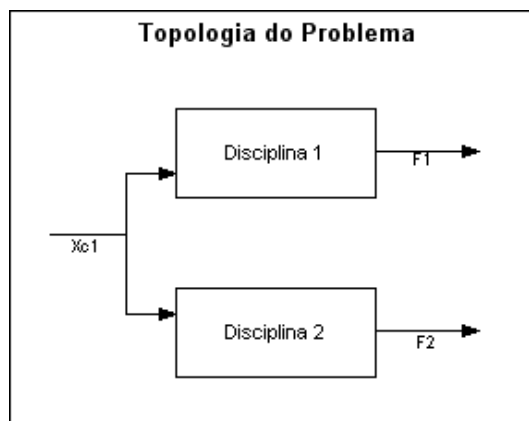 Topologia do Problema
Disciplina 1
F1
Xc1
Disciplina 2
F2